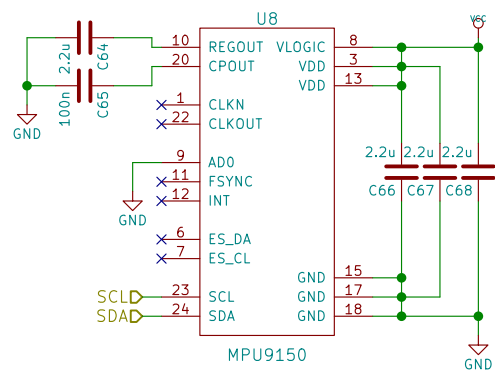 U8
VCC
2.2u
C64
100n
C65
GND
10 REGOUT VLOGIC 8
20 CPOUT VDD 3
VDD 13
1 CLKN
22 CLKOUT
9 AD0
11 FSYNC
12 INT
GND
6 ES_DA
7 ES_CL
2.2u 2.2u 2.2u
C66 C67 C68
GND 15
SCL 23 SCL GND 17
SDA 24 SDA GND 18
MPU9150
GND